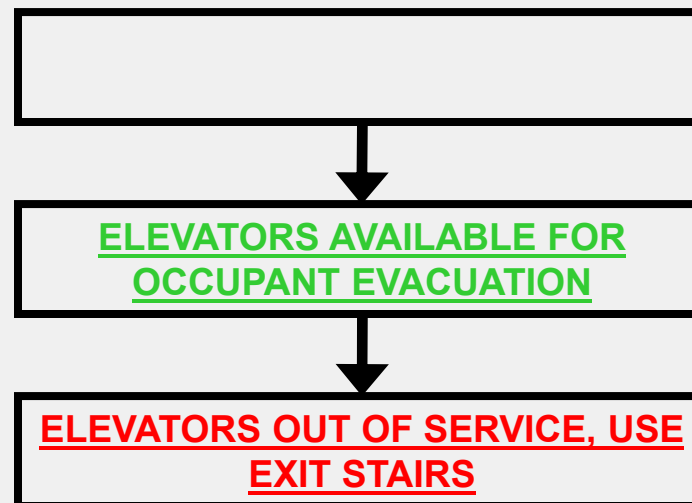 ELEVATORS AVAILABLE FOR
OCCUPANT EVACUATION
ELEVATORS OUT OF SERVICE, USE
EXIT STAIRS